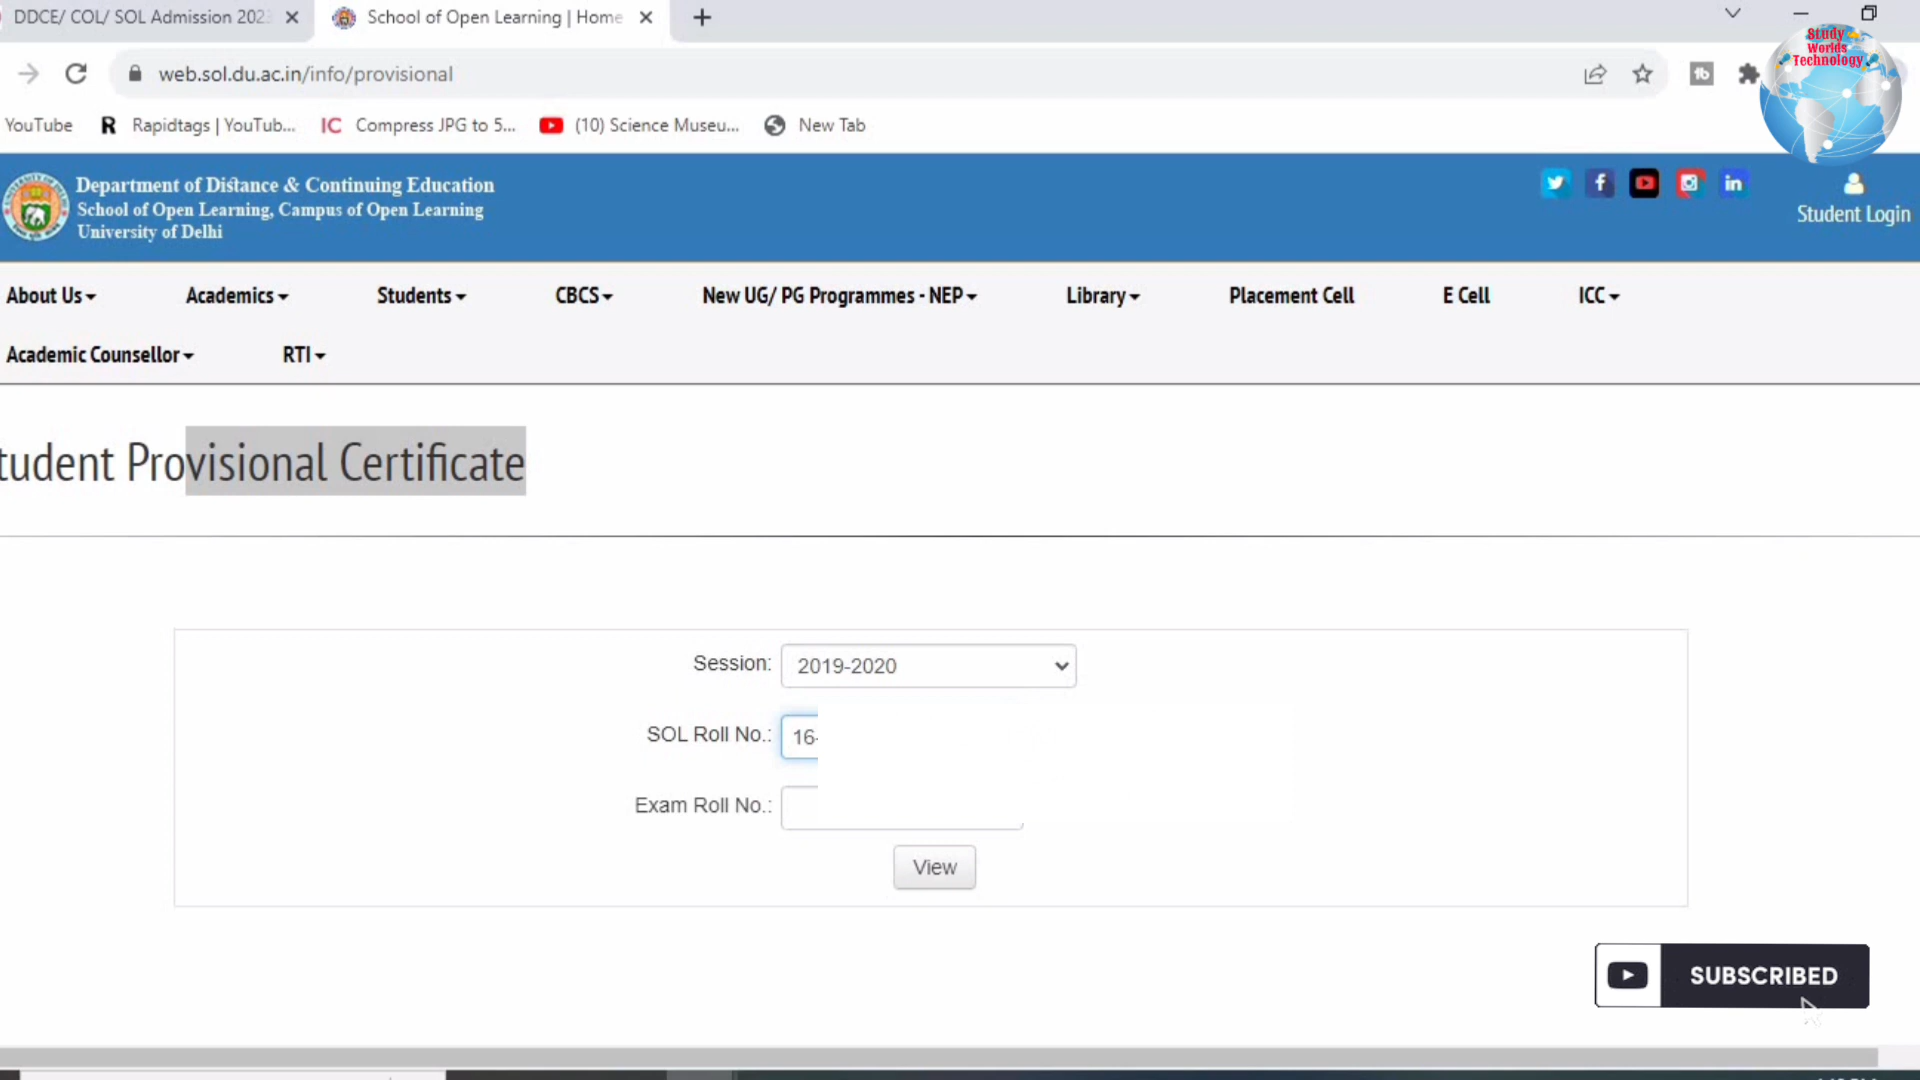 DDCE/ COL/ SOL Admission 202
School of Open Learning | Home
Study
Worlds
Technology
web.sol.du.ac.in/info/provisional
YouTube
R Rapidtags | YouTub...
IC Compress JPG to 5...
(10) Science Museu...
New Tab
Department of Distance & Continuing Education
School of Open Learning, Campus of Open Learning
University of Delhi
Student Login
About Us
Academics
Students
CBCS
New UG/ PG Programmes - NEP
Library
Placement Cell
E Cell
ICC
Academic Counsellor
RTI
tudent Provisional Certificate
Session: 2019-2020
SOL Roll No.: 16-
Exam Roll No.:
View
SUBSCRIBED